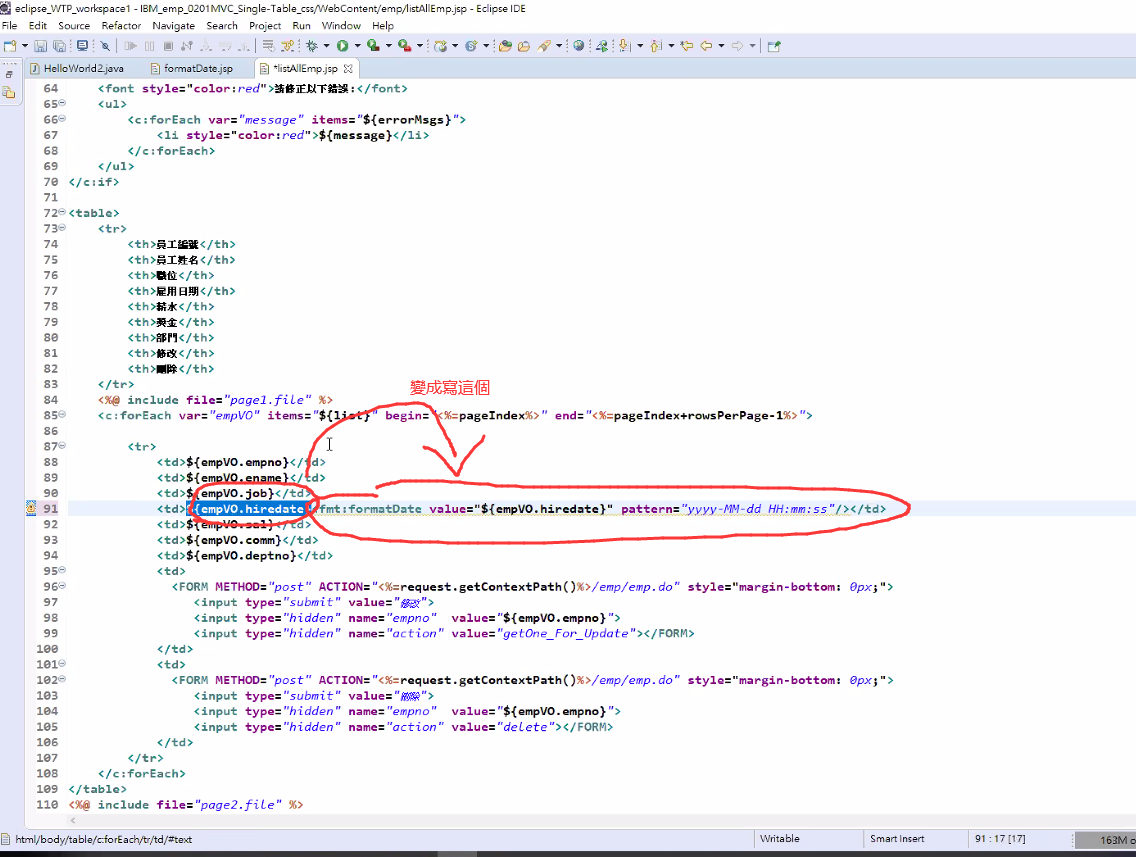 eclipse_WTP_workspace1 - IBM_emp_0201MVC_Single-Table_css/WebContent/emp/listAllEmp.jsp - Eclipse IDE
File Edit Source Refactor Navigate Search Project Run Window Help
HelloWorld2.java formatDate.jsp *listAllEmp.jsp
64 <font style="color:red">請修正以下錯誤:</font>
65 <ul>
66 <c:forEach var="message" items="${errorMsgs}">
67 <li style="color:red">${message}</li>
68 </c:forEach>
69 </ul>
70 </c:if>
71
72 <table>
73 <tr>
74 <th>員工編號</th>
75 <th>員工姓名</th>
76 <th>職位</th>
77 <th>雇用日期</th>
78 <th>薪水</th>
79 <th>獎金</th>
80 <th>部門</th>
81 <th>修改</th>
82 <th>刪除</th>
83 </tr>
變成寫這個
84 <%@ include file="page1.file" %>
85 <c:forEach var="empVO" items="${list}" begin="<%=pageIndex%>" end="<%=pageIndex+rowsPerPage-1%>">
86
87 <tr>
88 <td>${empVO.empno}</td>
89 <td>${empVO.ename}</td>
90 <td>${empVO.job}</td>
91 <td>${empVO.hiredate fmt:formatDate value="${empVO.hiredate}" pattern="yyyy-MM-dd HH:mm:ss"/></td>
92 <td>${empVO.sal}</td>
93 <td>${empVO.comm}</td>
94 <td>${empVO.deptno}</td>
95 <td>
96 <FORM METHOD="post" ACTION="<%=request.getContextPath()%>/emp/emp.do" style="margin-bottom: 0px;">
97 <input type="submit" value="修改">
98 <input type="hidden" name="empno" value="${empVO.empno}">
99 <input type="hidden" name="action" value="getOne_For_Update"></FORM>
100 </td>
101 <td>
102 <FORM METHOD="post" ACTION="<%=request.getContextPath()%>/emp/emp.do" style="margin-bottom: 0px;">
103 <input type="submit" value="刪除">
104 <input type="hidden" name="empno" value="${empVO.empno}">
105 <input type="hidden" name="action" value="delete"></FORM>
106 </td>
107 </tr>
108 </c:forEach>
109 </table>
110 <%@ include file="page2.file" %>
html/body/table/c:forEach/tr/td/#text Writable Smart Insert 91 : 17 [17] 163M